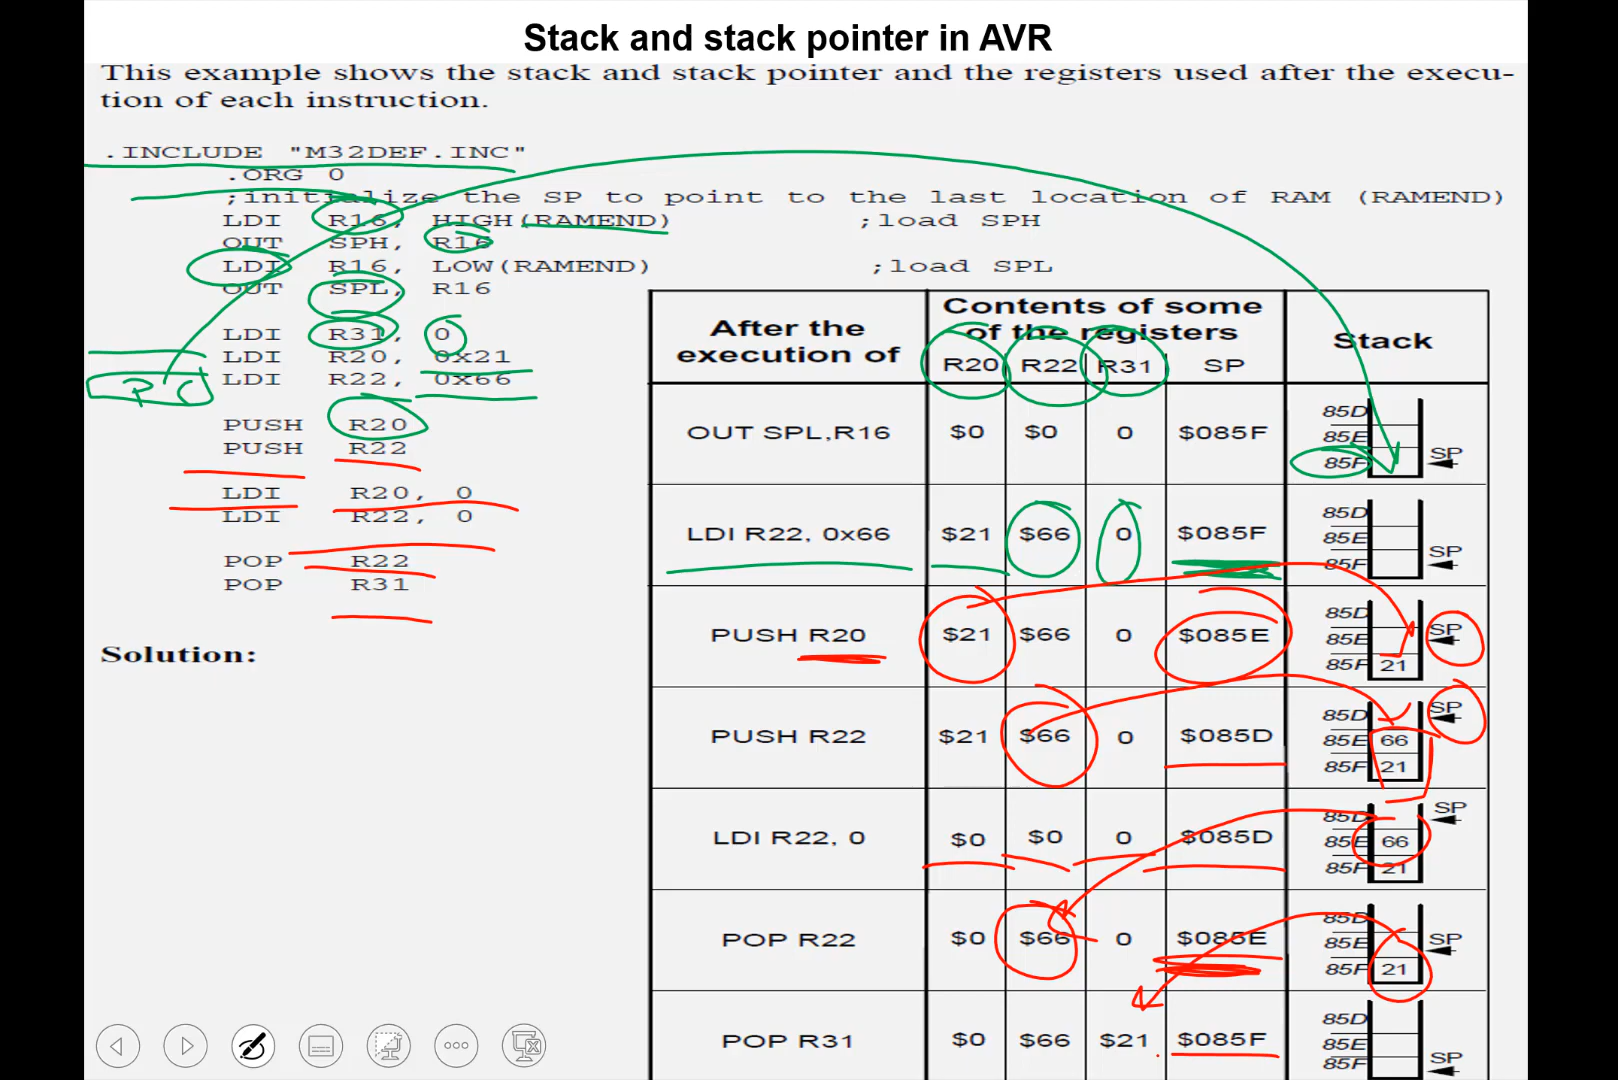 Stack and stack pointer in AVR
This example shows the stack and stack pointer and the registers used after the execu-
tion of each instruction.
.INCLUDE "M32DEF.INC"
.ORG 0
;initialize the SP to point to the last location of RAM (RAMEND)
LDI R16, HIGH(RAMEND) ;load SPH
OUT SPH, R16
LDI R16, LOW(RAMEND) ;load SPL
OUT SPL, R16
LDI R31, 0
LDI R20, 0x21
LDI R22, 0x66
PUSH R20
PUSH R22
LDI R20, 0
LDI R22, 0
POP R22
POP R31
Solution:
After the execution of
Contents of some of the registers
Stack
R20 R22 R31 SP
OUT SPL,R16 $0 $0 0 $085F
85D
85E
85F
SP
LDI R22, 0x66 $21 $66 0 $085F
85D
85E
85F
SP
PUSH R20 $21 $66 0 $085E
85D
85E
85F 21
SP
PUSH R22 $21 $66 0 $085D
85D
85E 66
85F 21
SP
LDI R22, 0 $0 $0 0 $085D
85D
85E 66
85F 21
SP
POP R22 $0 $66 0 $085E
85D
85E
85F 21
SP
POP R31 $0 $66 $21 $085F
85D
85E
85F
SP